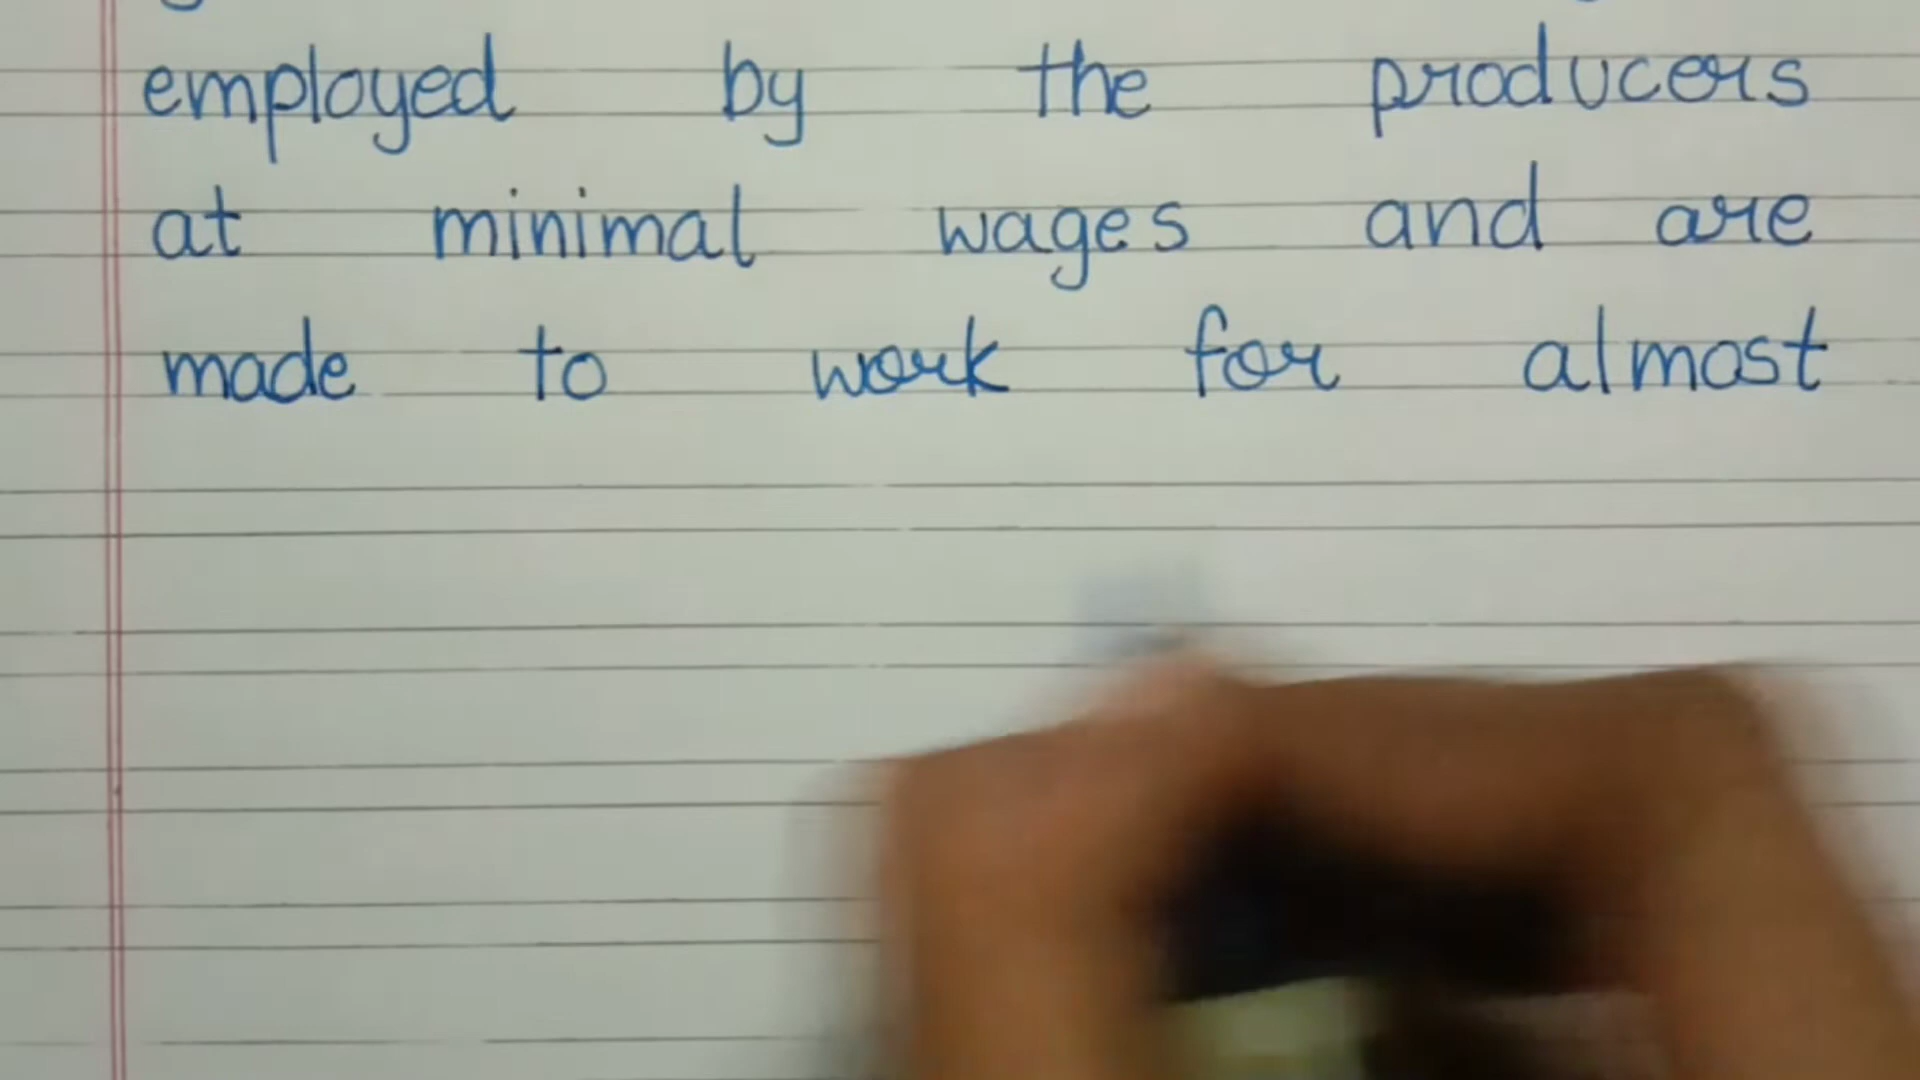 employed by the producers
at minimal wages and are
made to work for almost